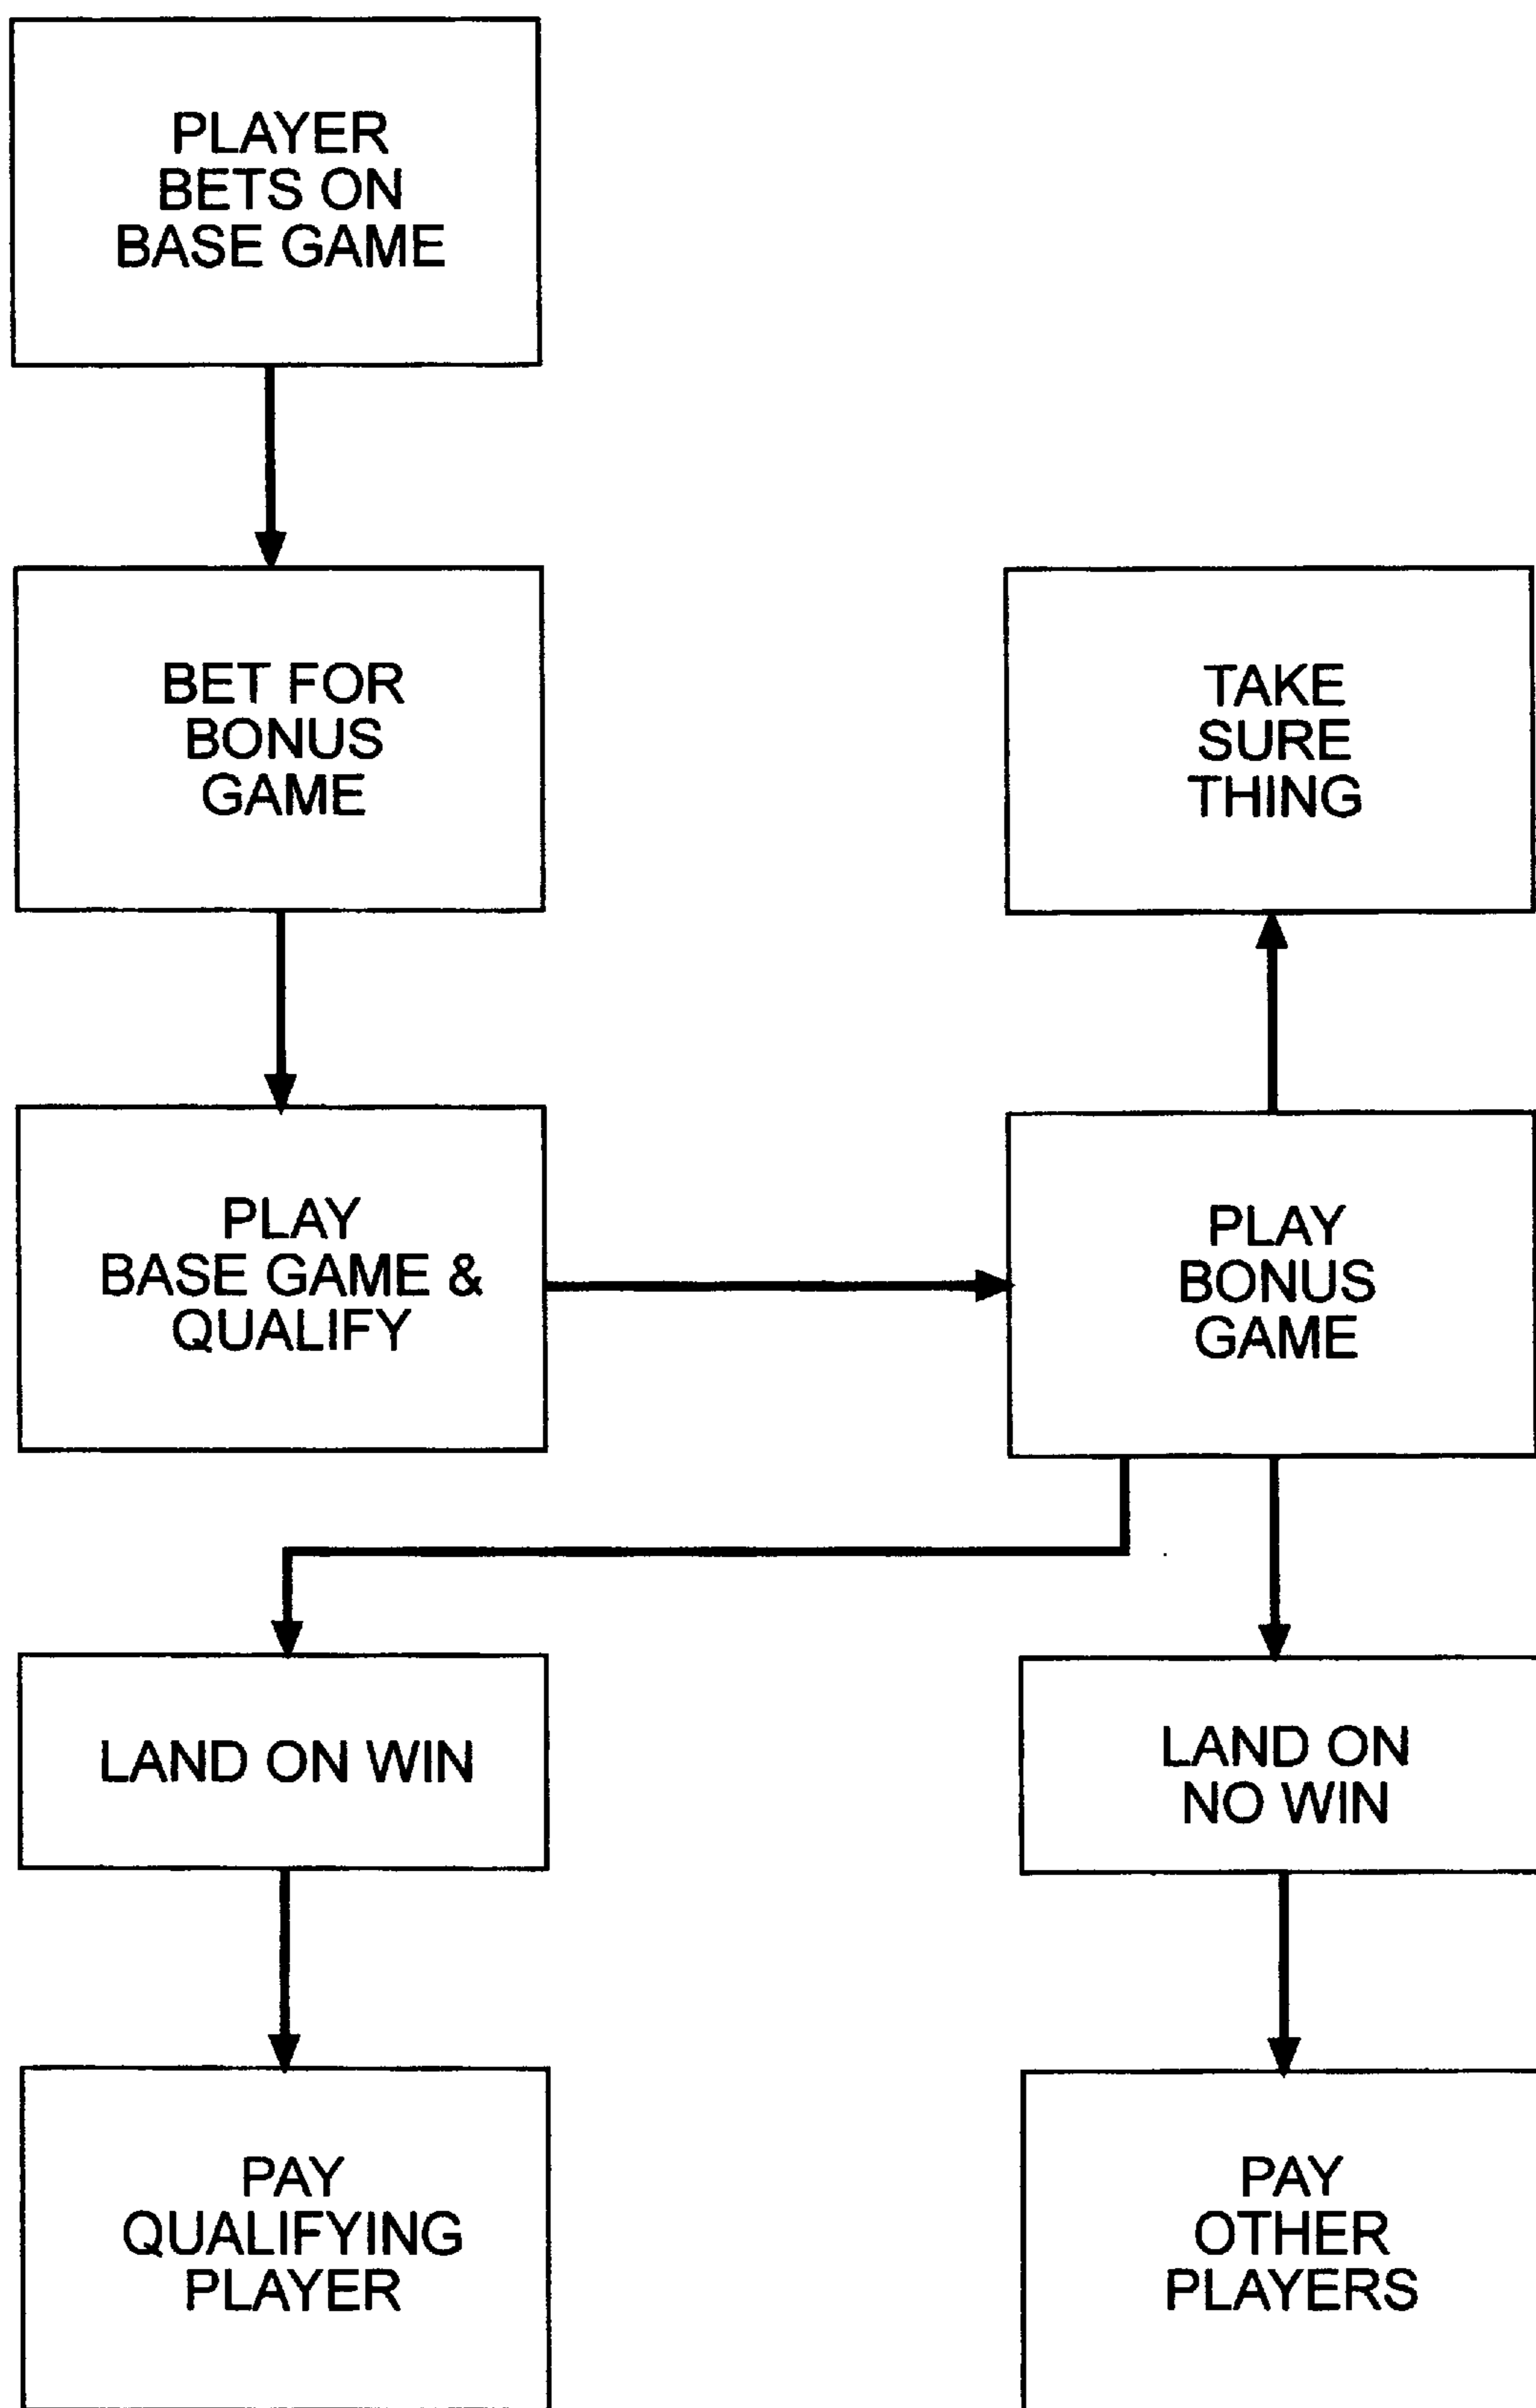 PLAYER
BETS ON
BASE GAME
BET FOR
BONUS
GAME
TAKE
SURE
THING
PLAY
BASE GAME &
QUALIFY
PLAY
BONUS
GAME
LAND ON WIN
LAND ON
NO WIN
PAY
QUALIFYING
PLAYER
PAY
OTHER
PLAYERS